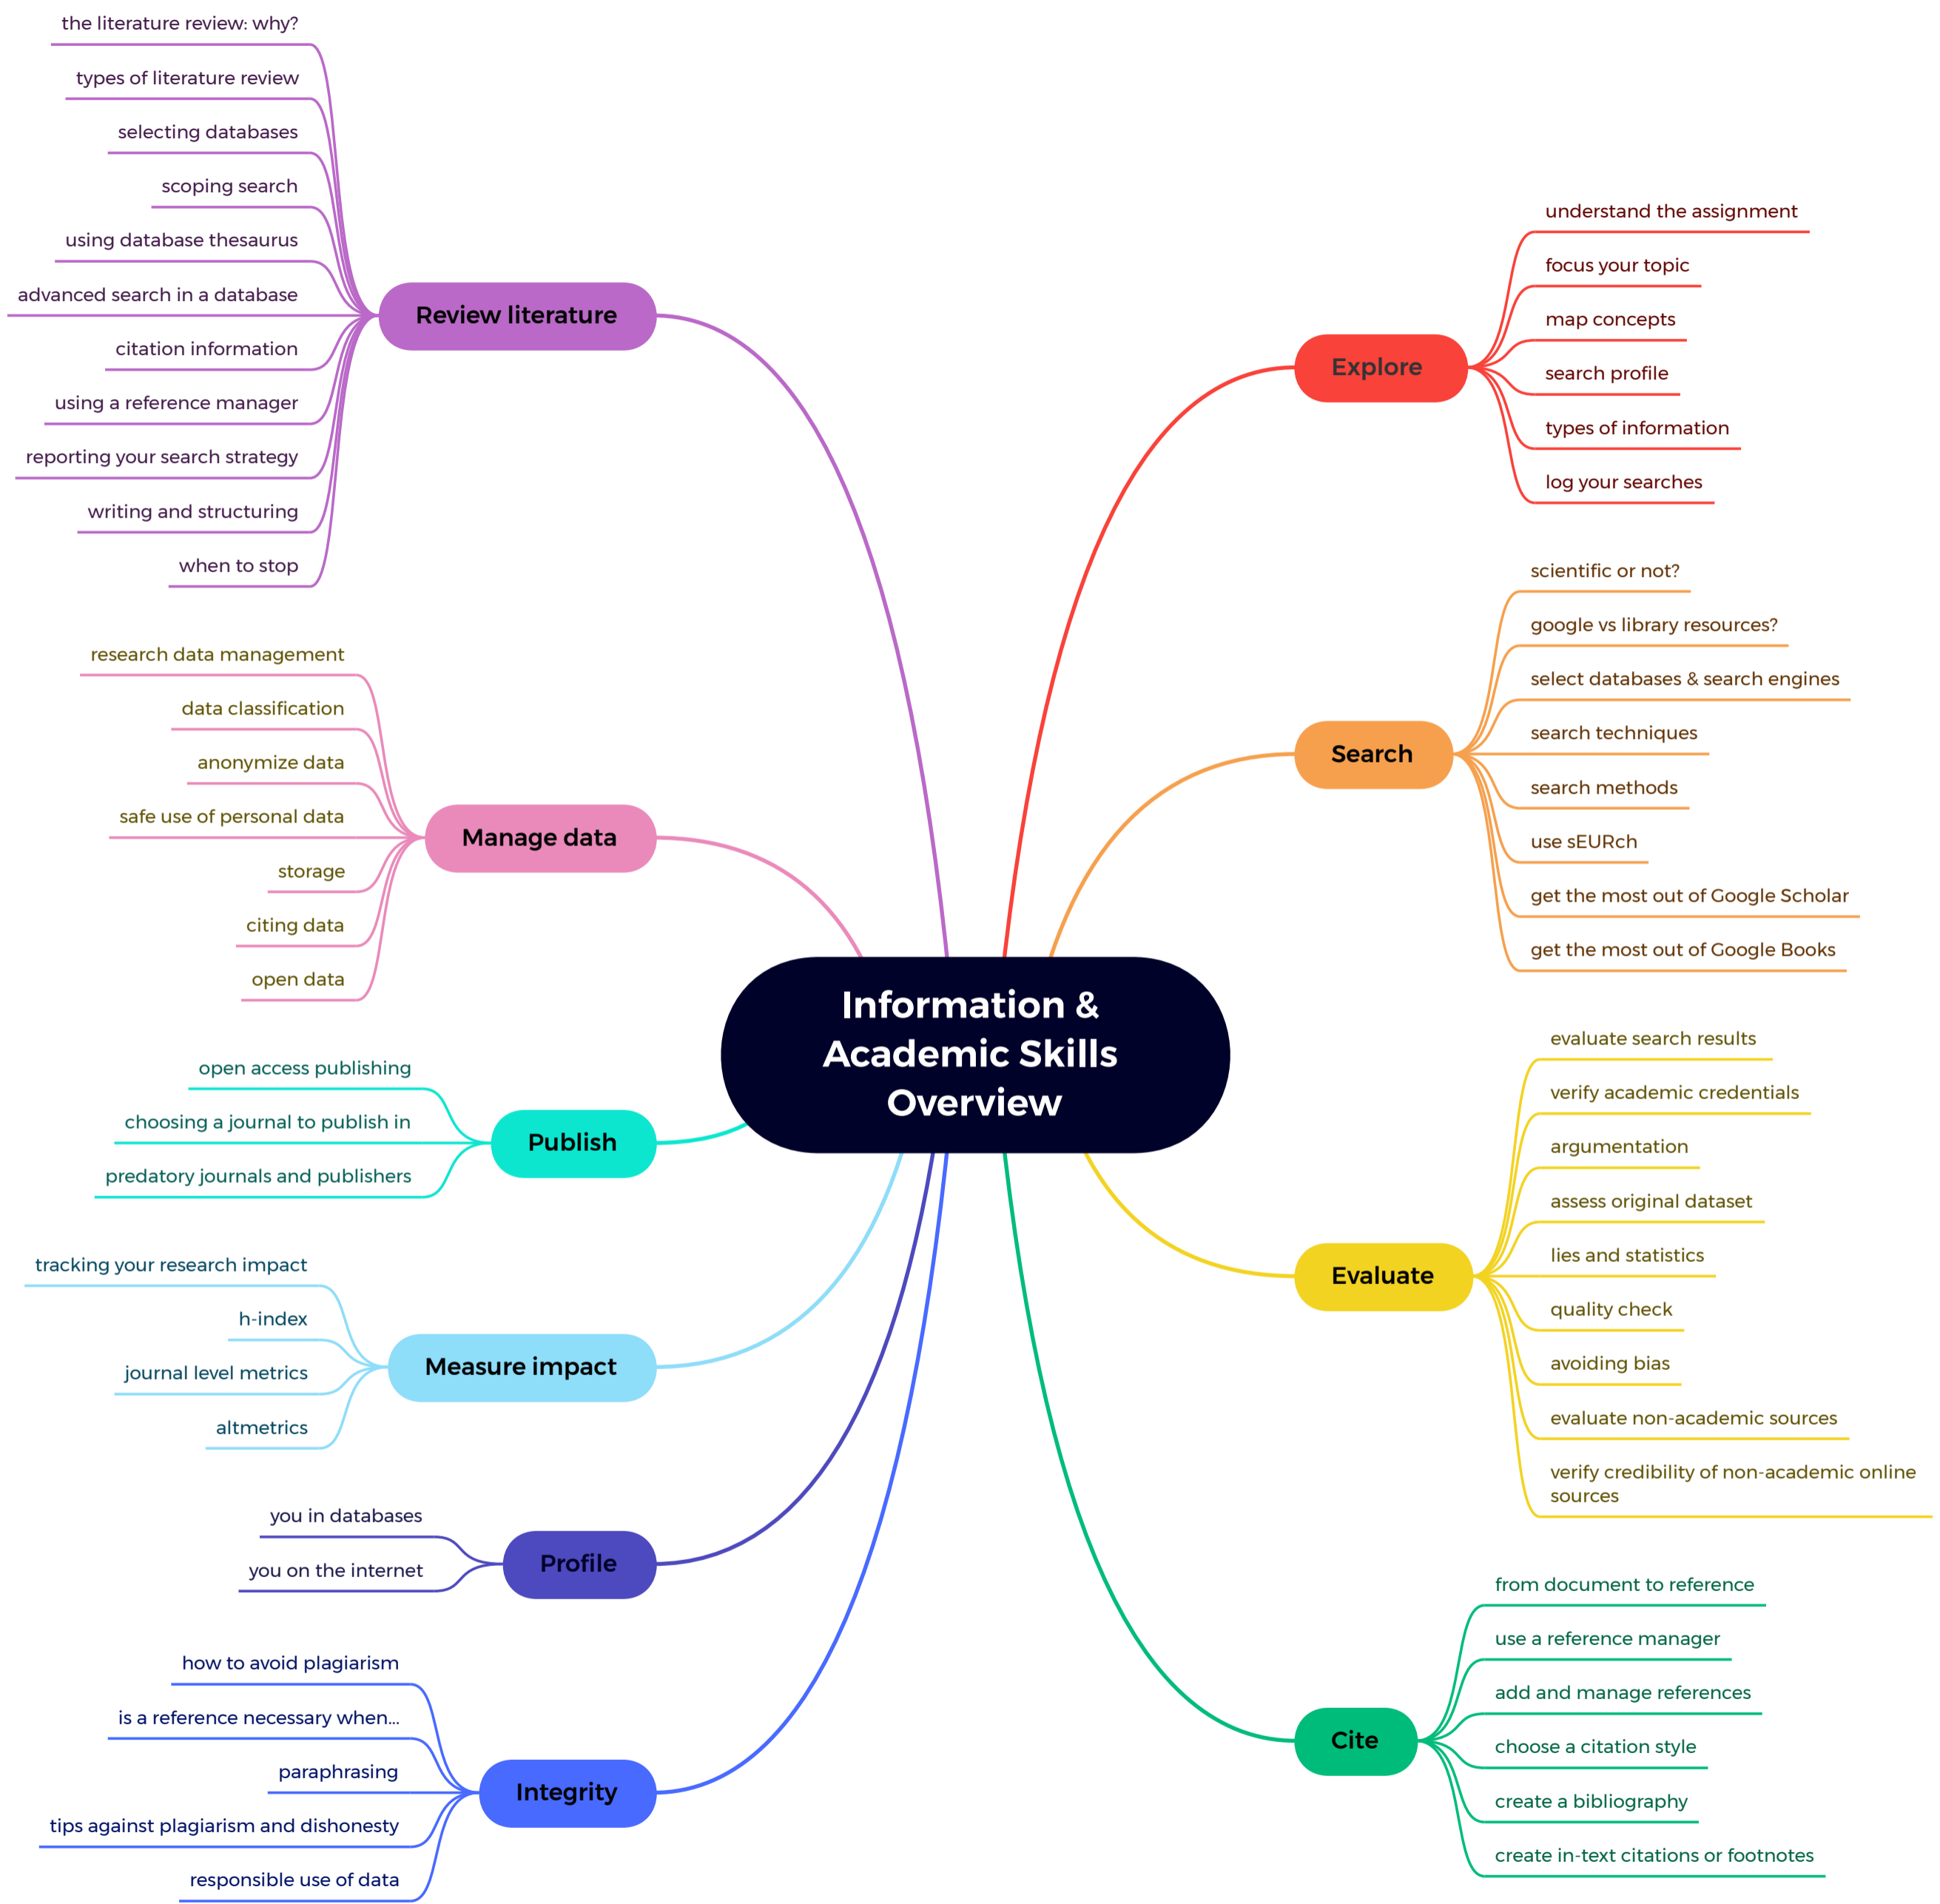 Information &
Academic Skills
Overview
Explore
understand the assignment
focus your topic
map concepts
search profile
types of information
log your searches
Search
scientific or not?
google vs library resources?
select databases & search engines
search techniques
search methods
use sEURch
get the most out of Google Scholar
get the most out of Google Books
Evaluate
evaluate search results
verify academic credentials
argumentation
assess original dataset
lies and statistics
quality check
avoiding bias
evaluate non-academic sources
verify credibility of non-academic online
sources
Cite
from document to reference
use a reference manager
add and manage references
choose a citation style
create a bibliography
create in-text citations or footnotes
Review literature
the literature review: why?
types of literature review
selecting databases
scoping search
using database thesaurus
advanced search in a database
citation information
using a reference manager
reporting your search strategy
writing and structuring
when to stop
Manage data
research data management
data classification
anonymize data
safe use of personal data
storage
citing data
open data
Publish
open access publishing
choosing a journal to publish in
predatory journals and publishers
Measure impact
tracking your research impact
h-index
journal level metrics
altmetrics
Profile
you in databases
you on the internet
Integrity
how to avoid plagiarism
is a reference necessary when...
paraphrasing
tips against plagiarism and dishonesty
responsible use of data